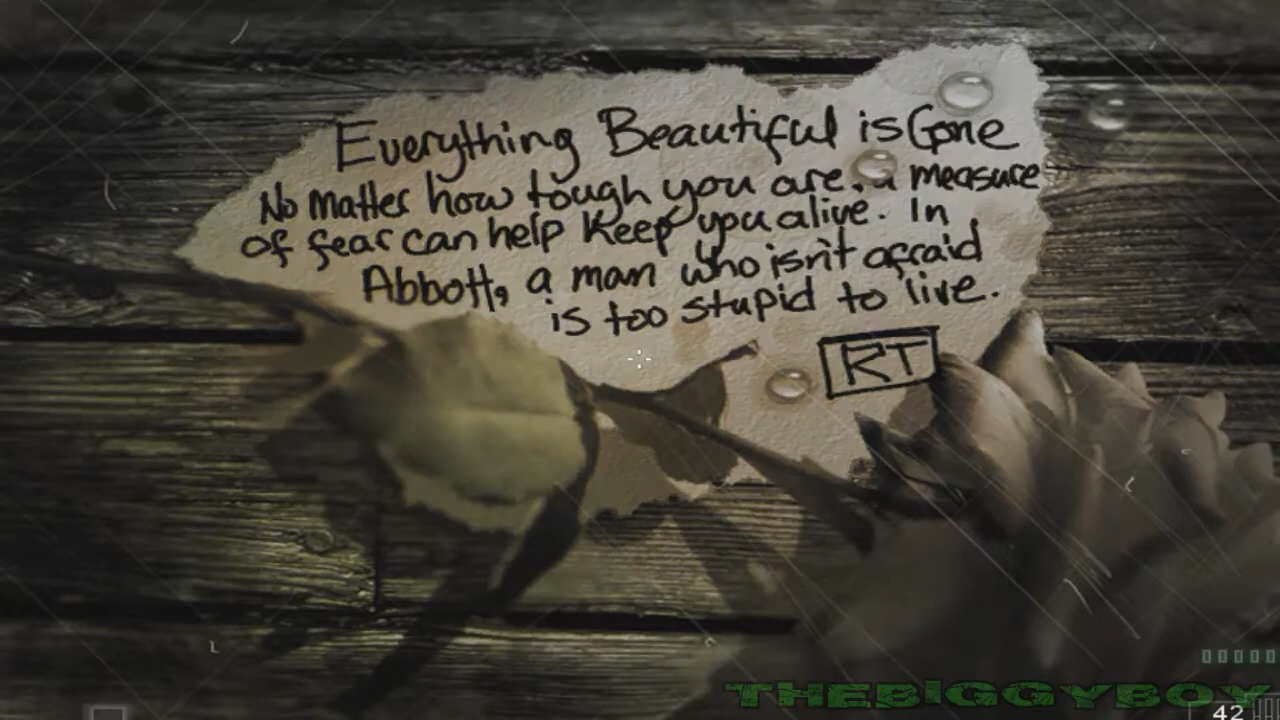 Everything Beautiful is Gone
No matter how tough you are, a measure
of fear can help keep you alive. In
Abbott, a man who isn't afraid
is too stupid to live.
RT
THEBIGGYBOY
42